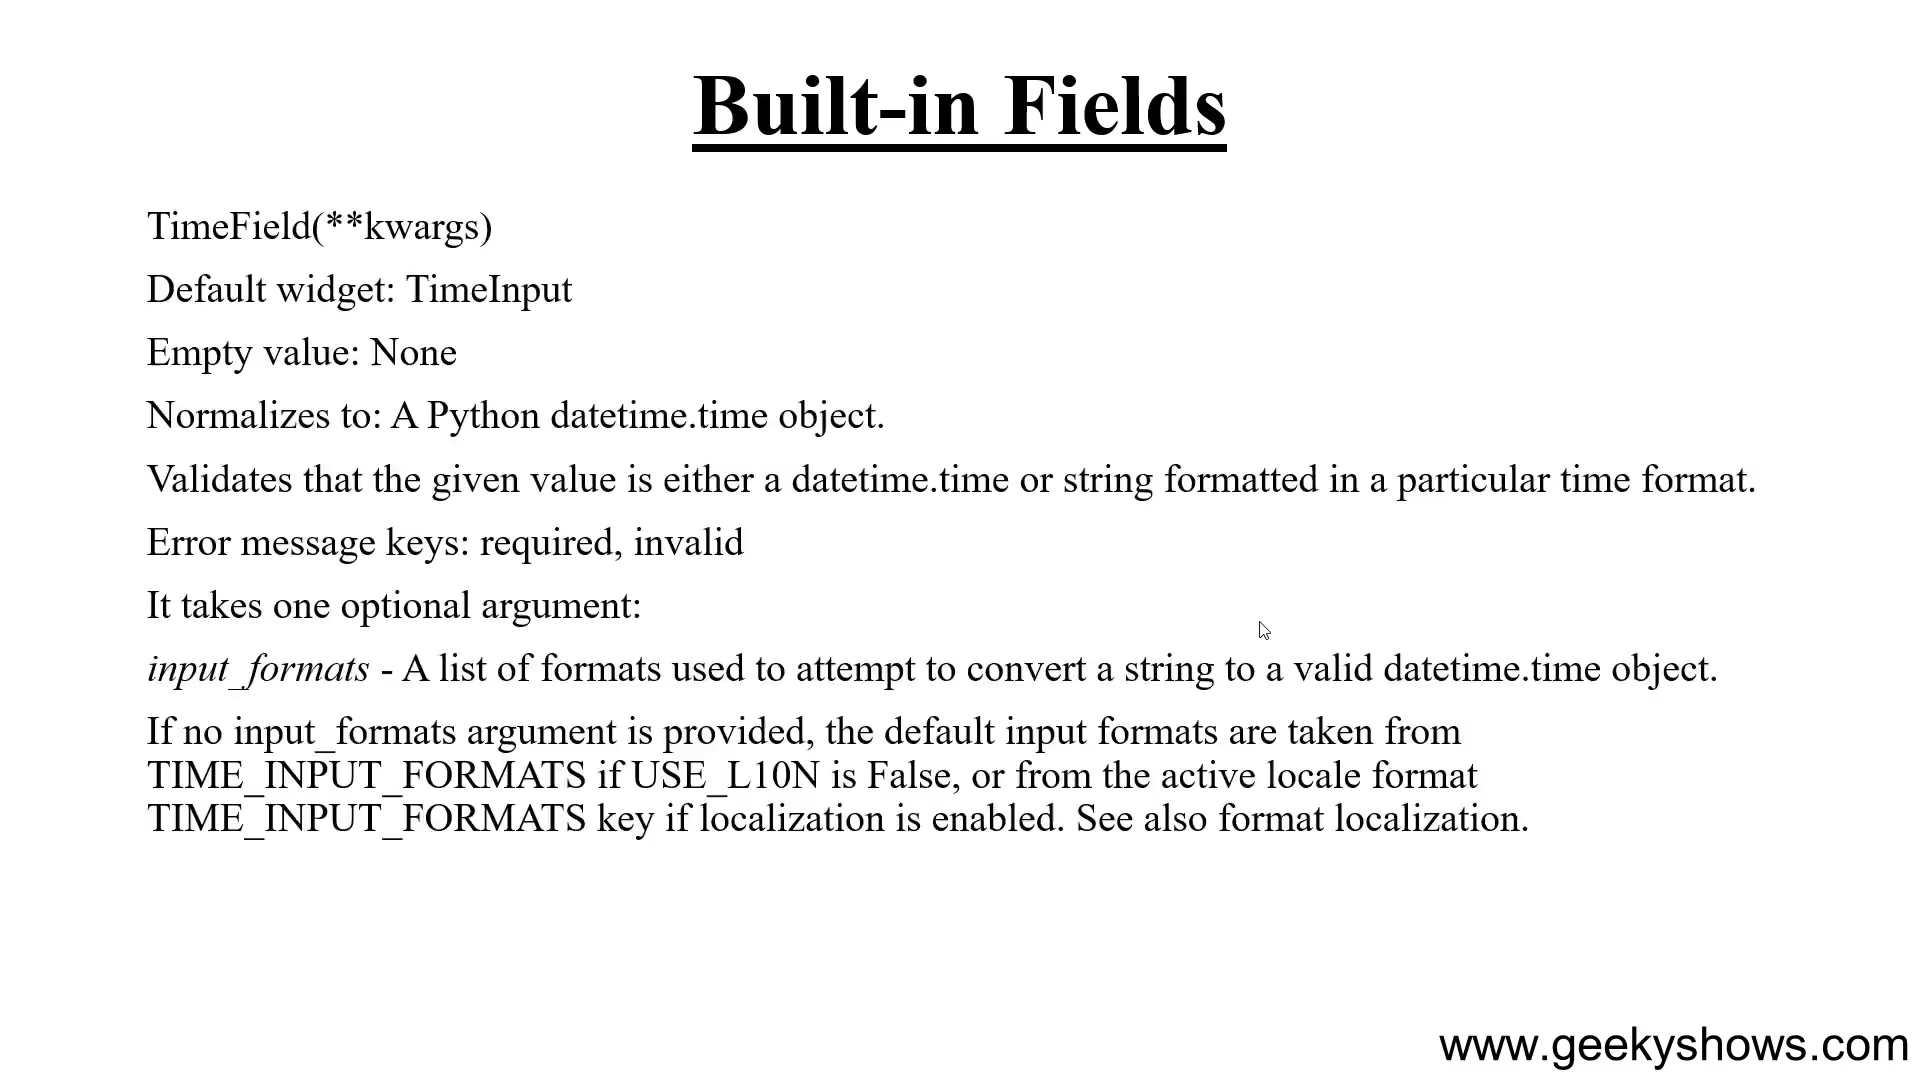 Built-in Fields
TimeField(**kwargs)
Default widget: TimeInput
Empty value: None
Normalizes to: A Python datetime.time object.
Validates that the given value is either a datetime.time or string formatted in a particular time format.
Error message keys: required, invalid
It takes one optional argument:
input_formats - A list of formats used to attempt to convert a string to a valid datetime.time object.
If no input_formats argument is provided, the default input formats are taken from
TIME_INPUT_FORMATS if USE_L10N is False, or from the active locale format
TIME_INPUT_FORMATS key if localization is enabled. See also format localization.
www.geekyshows.com